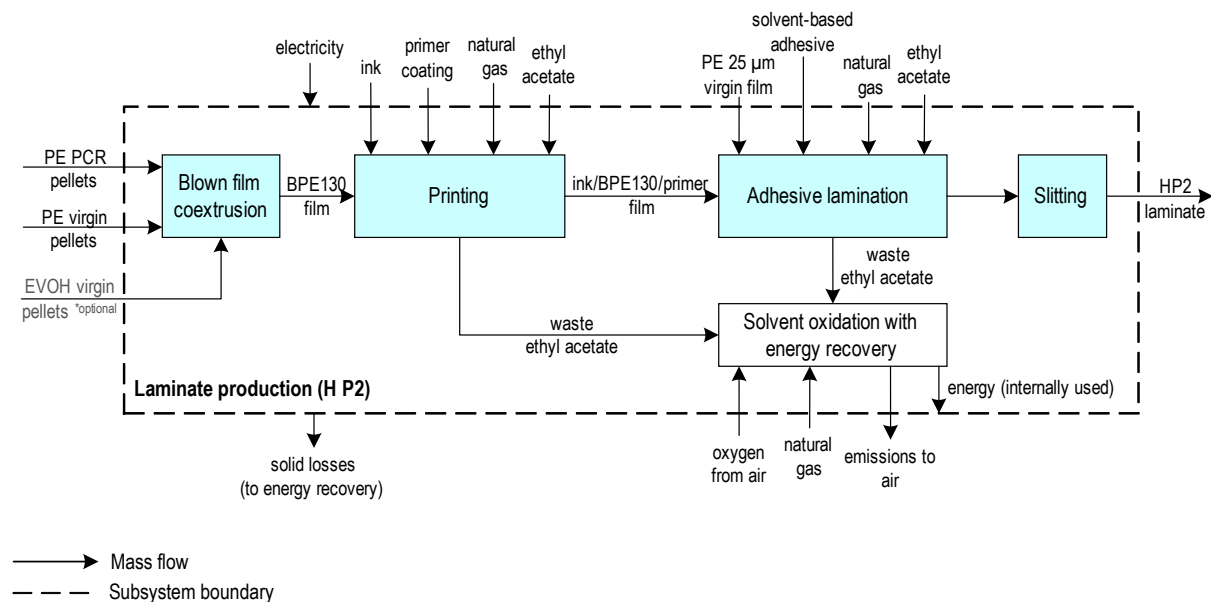 electricity
ink
primer
coating
natural
gas
ethyl
acetate
PE 25 µm
virgin film
solvent-based
adhesive
natural
gas
ethyl
acetate
PE PCR
pellets
PE virgin
pellets
EVOH virgin
pellets *optional
Blown film
coextrusion
BPE130
film
Printing
ink/BPE130/primer
film
Adhesive lamination
Slitting
HP2
laminate
waste
ethyl acetate
waste
ethyl acetate
Solvent oxidation with
energy recovery
Laminate production (H P2)
energy (internally used)
solid losses
(to energy recovery)
oxygen
from air
natural
gas
emissions to
air
Mass flow
Subsystem boundary